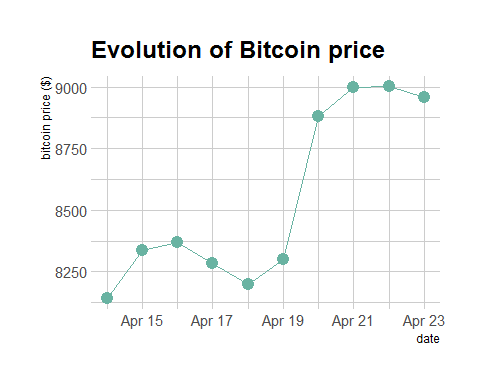 Evolution of Bitcoin price
bitcoin price ($)
9000
8750
8500
8250
Apr 15 Apr 17 Apr 19 Apr 21 Apr 23
date